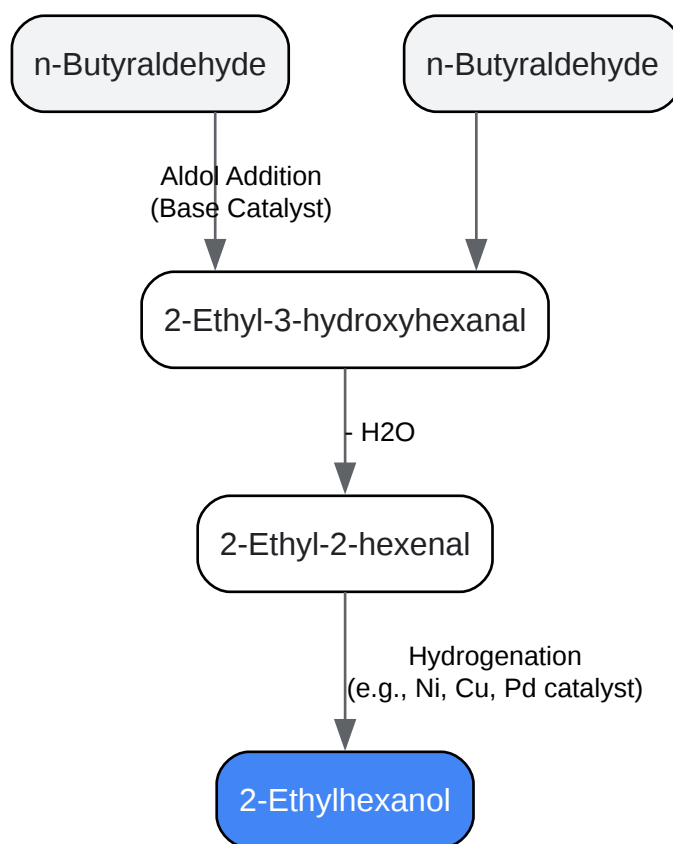 n-Butyraldehyde
n-Butyraldehyde
Aldol Addition
(Base Catalyst)
2-Ethyl-3-hydroxyhexanal
- H2O
2-Ethyl-2-hexenal
Hydrogenation
(e.g., Ni, Cu, Pd catalyst)
2-Ethylhexanol